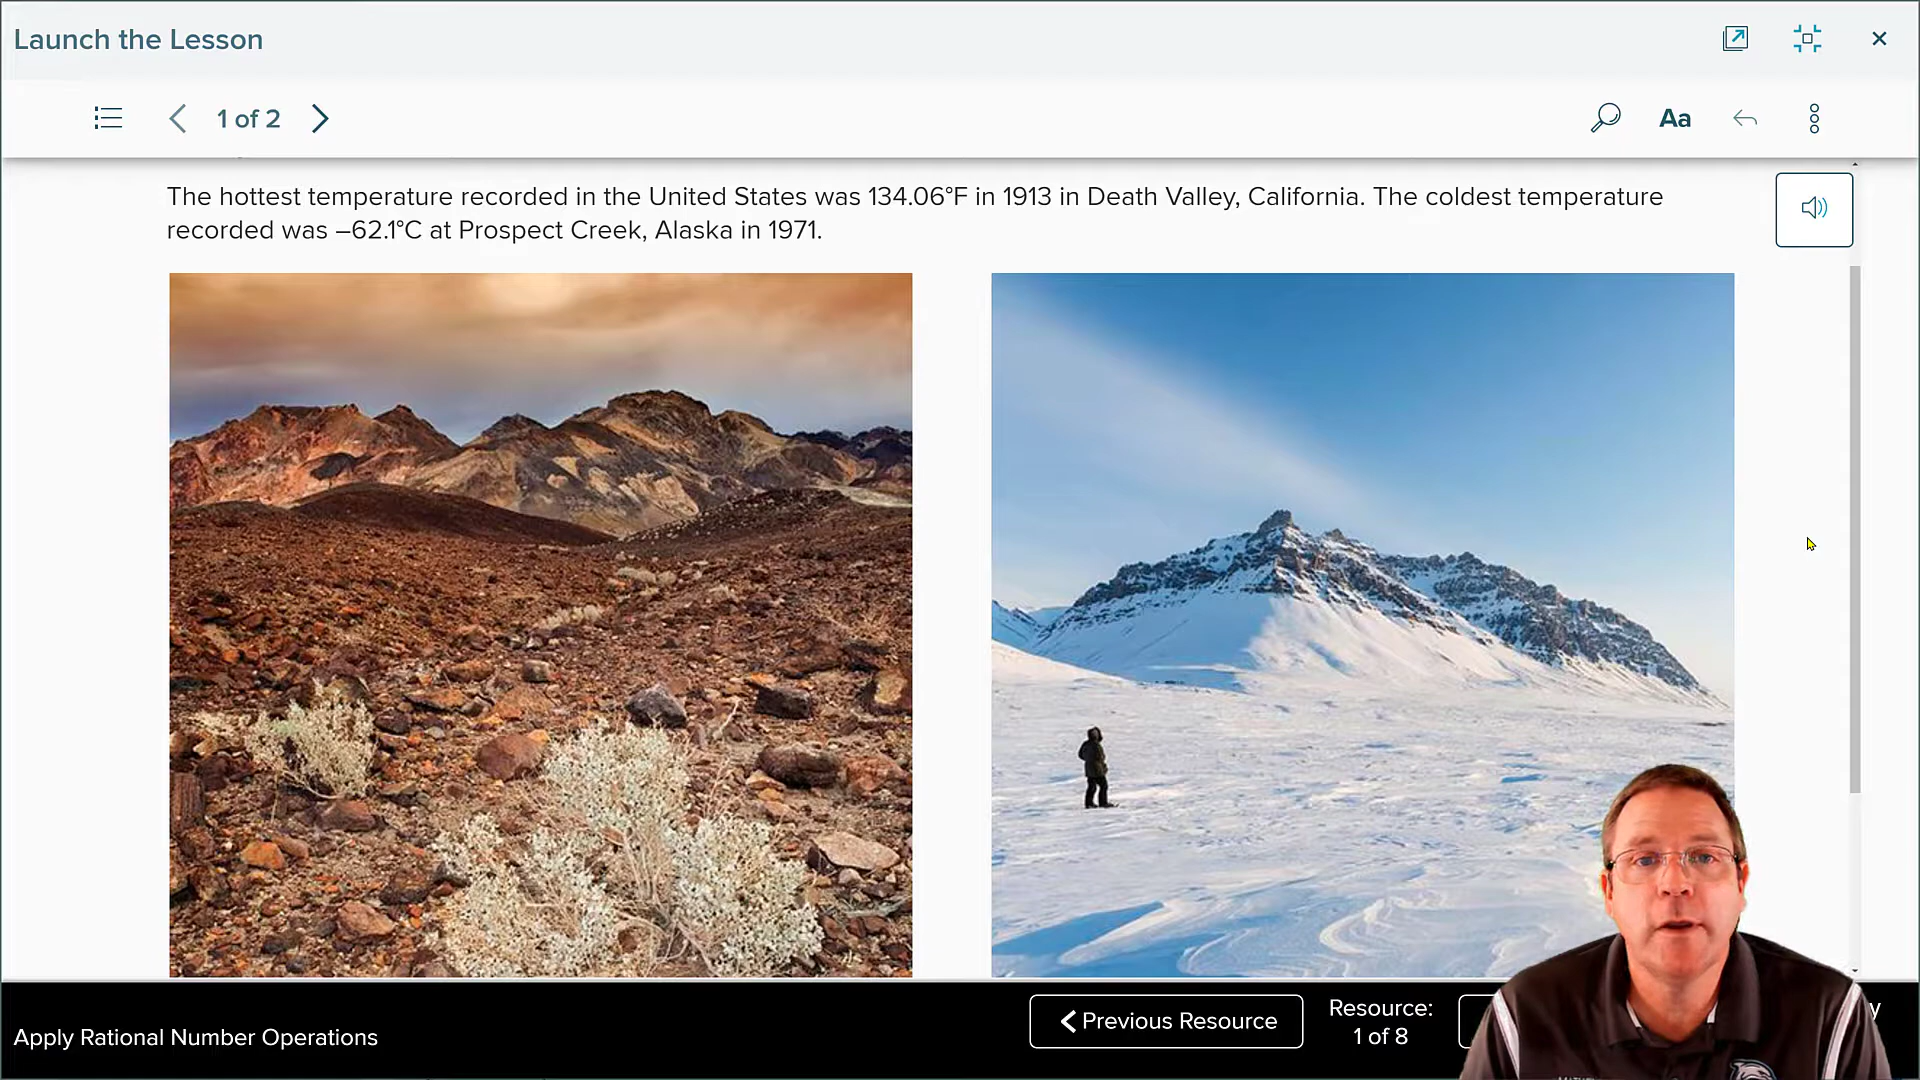 Launch the Lesson
1 of 2
Aa
The hottest temperature recorded in the United States was 134.06°F in 1913 in Death Valley, California. The coldest temperature
recorded was –62.1°C at Prospect Creek, Alaska in 1971.
Apply Rational Number Operations
Previous Resource
Resource:
1 of 8